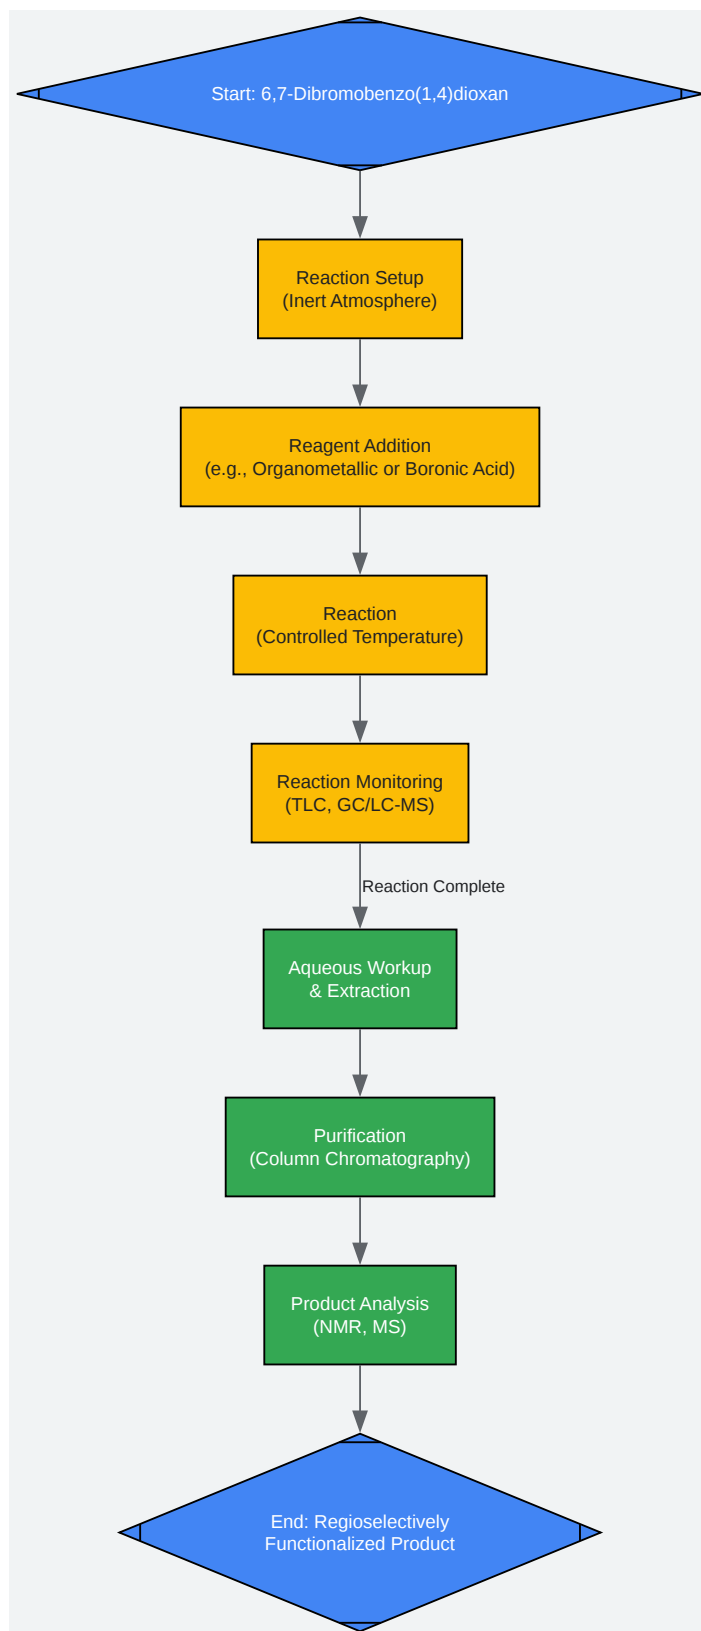 Start: 6,7-Dibromobenzo(1,4)dioxan
Reaction Setup
(Inert Atmosphere)
Reagent Addition
(e.g., Organometallic or Boronic Acid)
Reaction
(Controlled Temperature)
Reaction Monitoring
(TLC, GC/LC-MS)
Reaction Complete
Aqueous Workup
& Extraction
Purification
(Column Chromatography)
Product Analysis
(NMR, MS)
End: Regioselectively
Functionalized Product